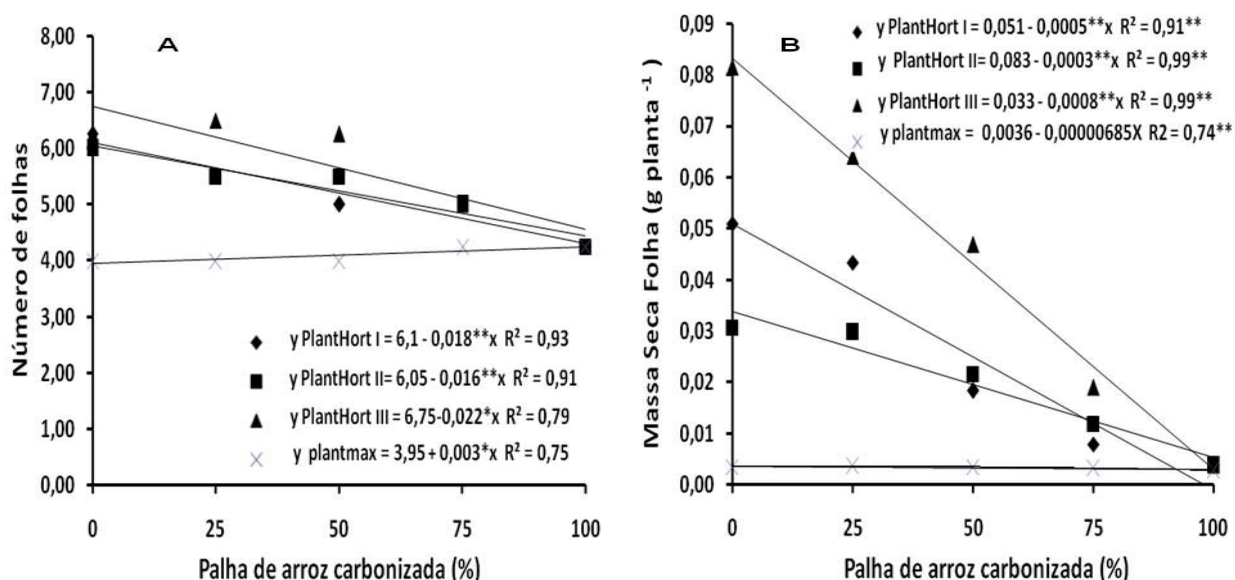 A
Número de folhas
8,00
7,00
6,00
5,00
4,00
3,00
2,00
1,00
0,00
y PlantHort I = 6,1 - 0,018**x R² = 0,93
y PlantHort II= 6,05 - 0,016**x R² = 0,91
y PlantHort III = 6,75-0,022*x R² = 0,79
y plantmax = 3,95 + 0,003*x R² = 0,75
0 25 50 75 100
Palha de arroz carbonizada (%)
B
Massa Seca Folha (g planta ⁻¹)
0,09
0,08
0,07
0,06
0,05
0,04
0,03
0,02
0,01
0,00
y PlantHort I = 0,051 - 0,0005**x R² = 0,91**
y PlantHort II= 0,083 - 0,0003**x R² = 0,99**
y PlantHort III = 0,033 - 0,0008**x R² = 0,99**
y plantmax = 0,0036 - 0,00000685X R2 = 0,74**
0 25 50 75 100
Palha de arroz carbonizada (%)